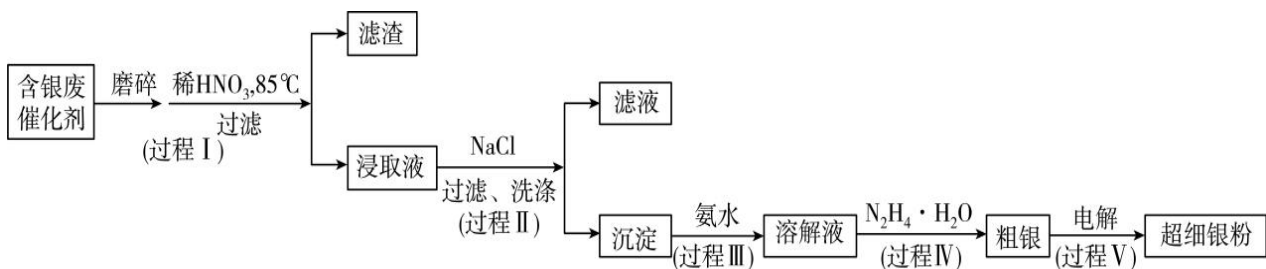 含银废
催化剂
磨碎
(过程Ⅰ)
稀HNO₃,85℃
过滤
滤渣
浸取液
NaCl
过滤、洗涤
(过程Ⅱ)
滤液
沉淀
氨水
(过程Ⅲ)
溶解液
N₂H₄·H₂O
(过程Ⅳ)
粗银
电解
(过程Ⅴ)
超细银粉